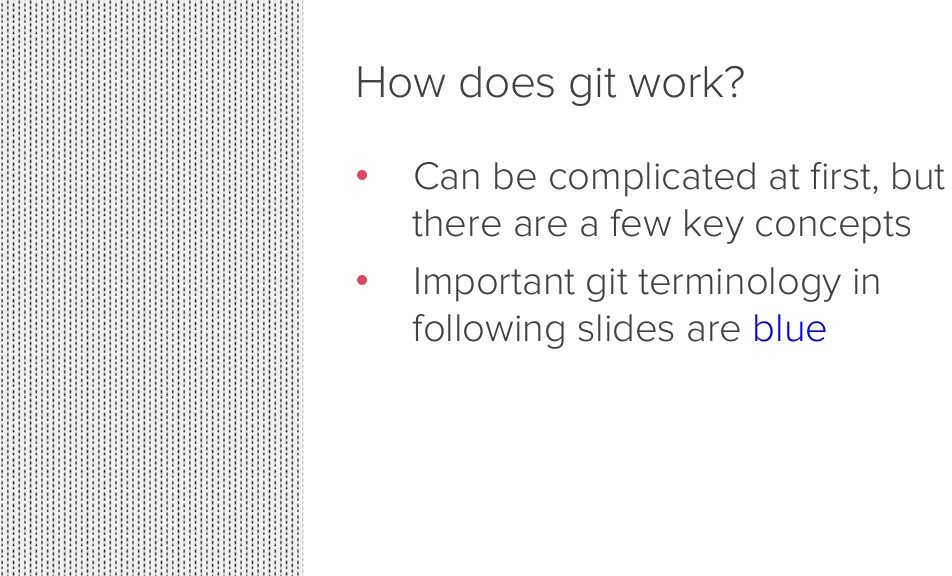 How does git work?
• Can be complicated at first, but
there are a few key concepts
• Important git terminology in
following slides are blue